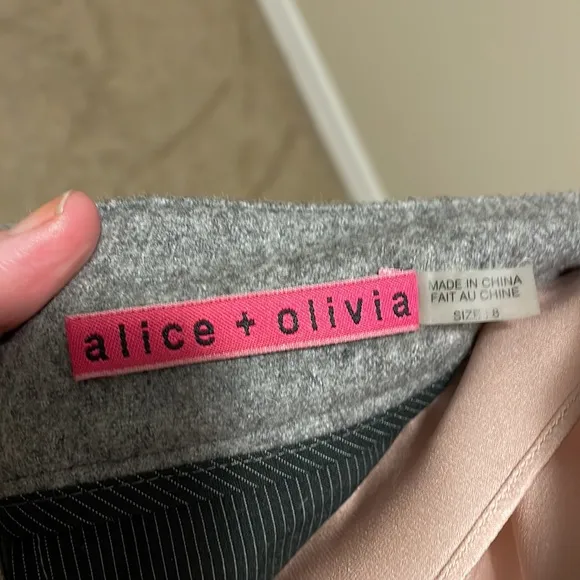 alice + olivia
MADE IN CHINA
FAIT AU CHINE
SIZE : 8